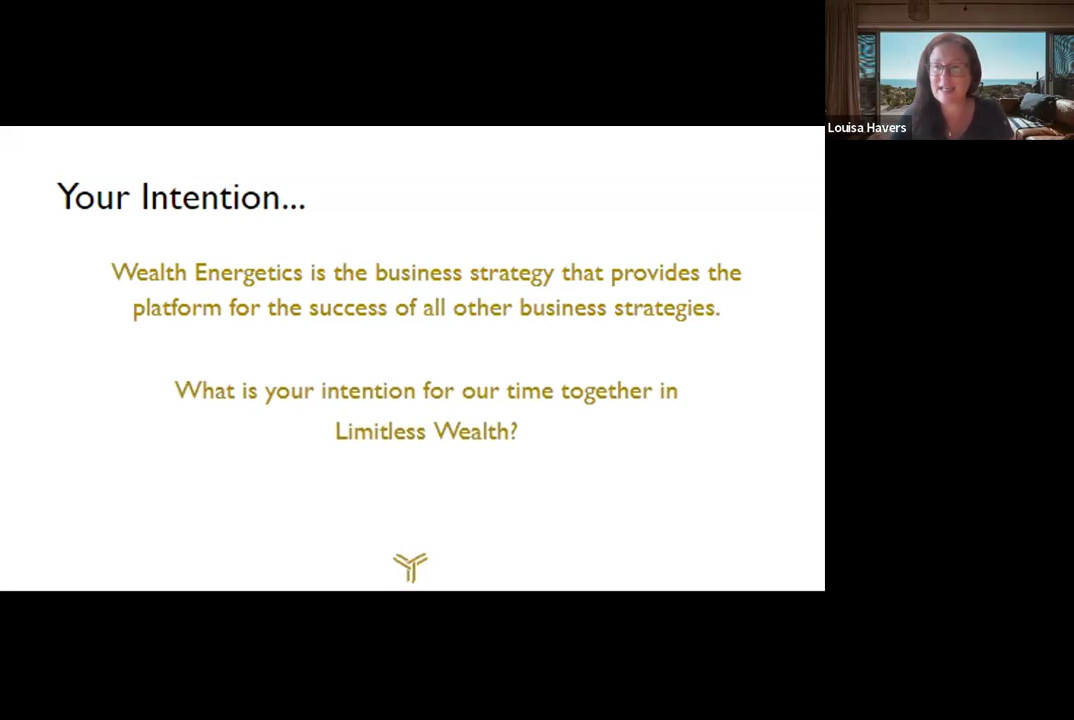 Louisa Havers
Your Intention...
Wealth Energetics is the business strategy that provides the
platform for the success of all other business strategies.
What is your intention for our time together in
Limitless Wealth?